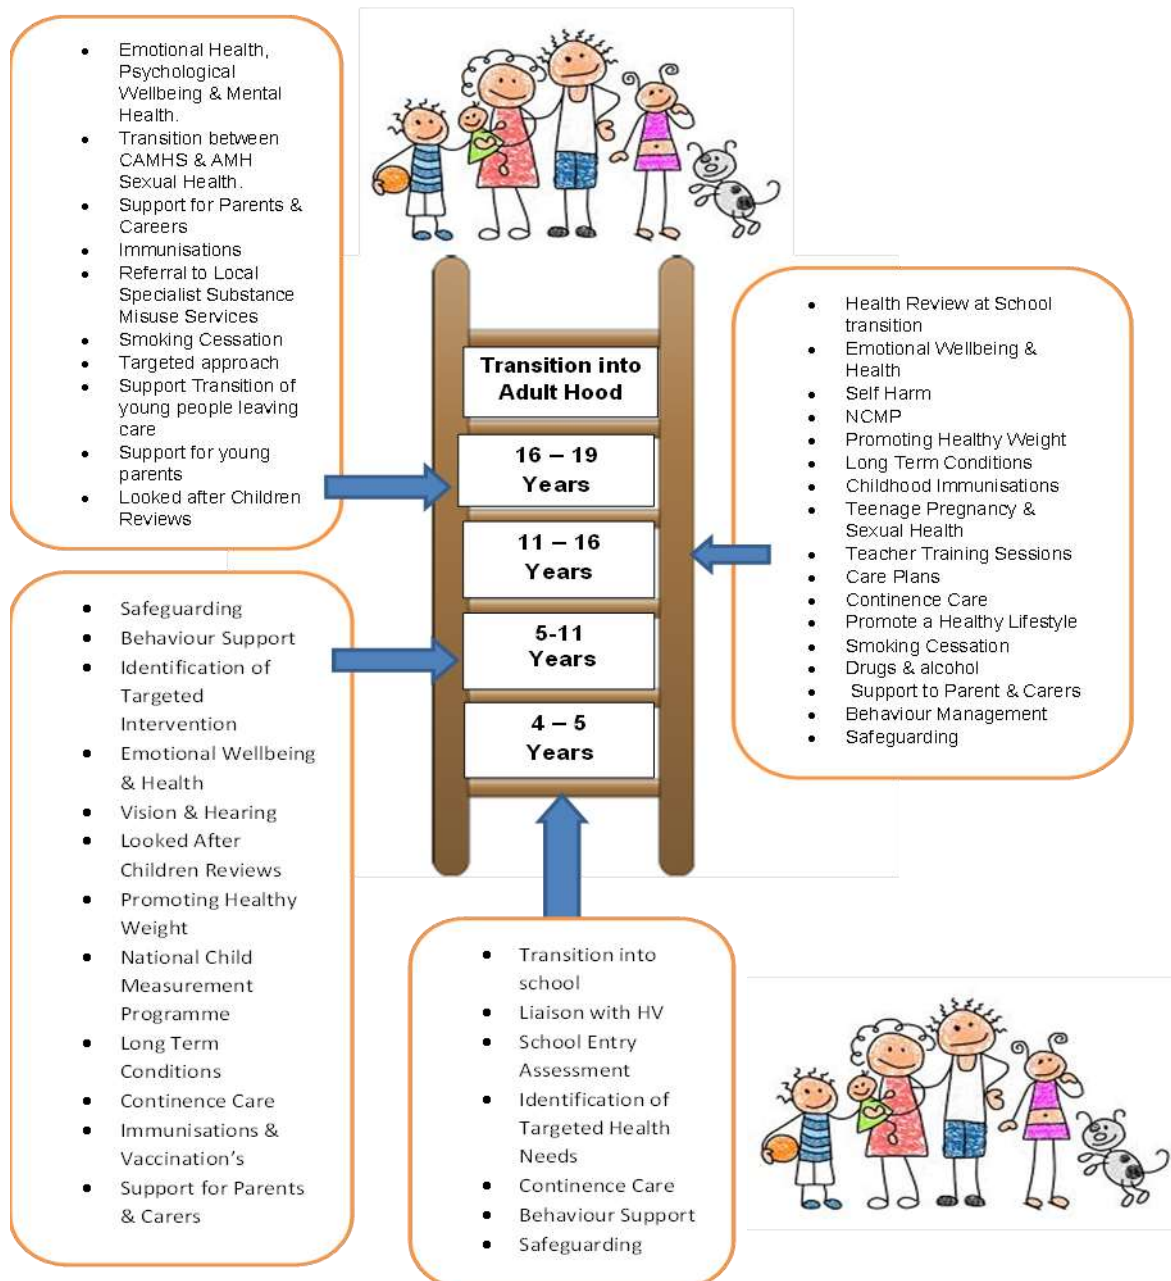 Emotional Health,
Psychological
Wellbeing & Mental
Health.
Transition between
CAMHS & AMH
Sexual Health.
Support for Parents &
Careers
Immunisations
Referral to Local
Specialist Substance
Misuse Services
Smoking Cessation
Targeted approach
Support Transition of
young people leaving
care
Support for young
parents
Looked after Children
Reviews
Transition into
Adult Hood
16 – 19
Years
11 – 16
Years
5-11
Years
4 – 5
Years
Health Review at School
transition
Emotional Wellbeing &
Health
Self Harm
NCMP
Promoting Healthy Weight
Long Term Conditions
Childhood Immunisations
Teenage Pregnancy &
Sexual Health
Teacher Training Sessions
Care Plans
Continence Care
Promote a Healthy Lifestyle
Smoking Cessation
Drugs & alcohol
Support to Parent & Carers
Behaviour Management
Safeguarding
Safeguarding
Behaviour Support
Identification of
Targeted
Intervention
Emotional Wellbeing
& Health
Vision & Hearing
Looked After
Children Reviews
Promoting Healthy
Weight
National Child
Measurement
Programme
Long Term
Conditions
Continence Care
Immunisations &
Vaccination’s
Support for Parents
& Carers
Transition into
school
Liaison with HV
School Entry
Assessment
Identification of
Targeted Health
Needs
Continence Care
Behaviour Support
Safeguarding